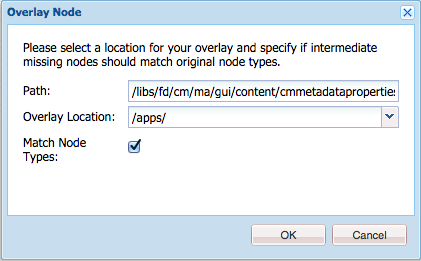 Overlay Node
Please select a location for your overlay and specify if intermediate
missing nodes should match original node types.
Path: /libs/fd/cm/ma/gui/content/cmmetadataproperties
Overlay Location: /apps/
Match Node
Types:
OK Cancel